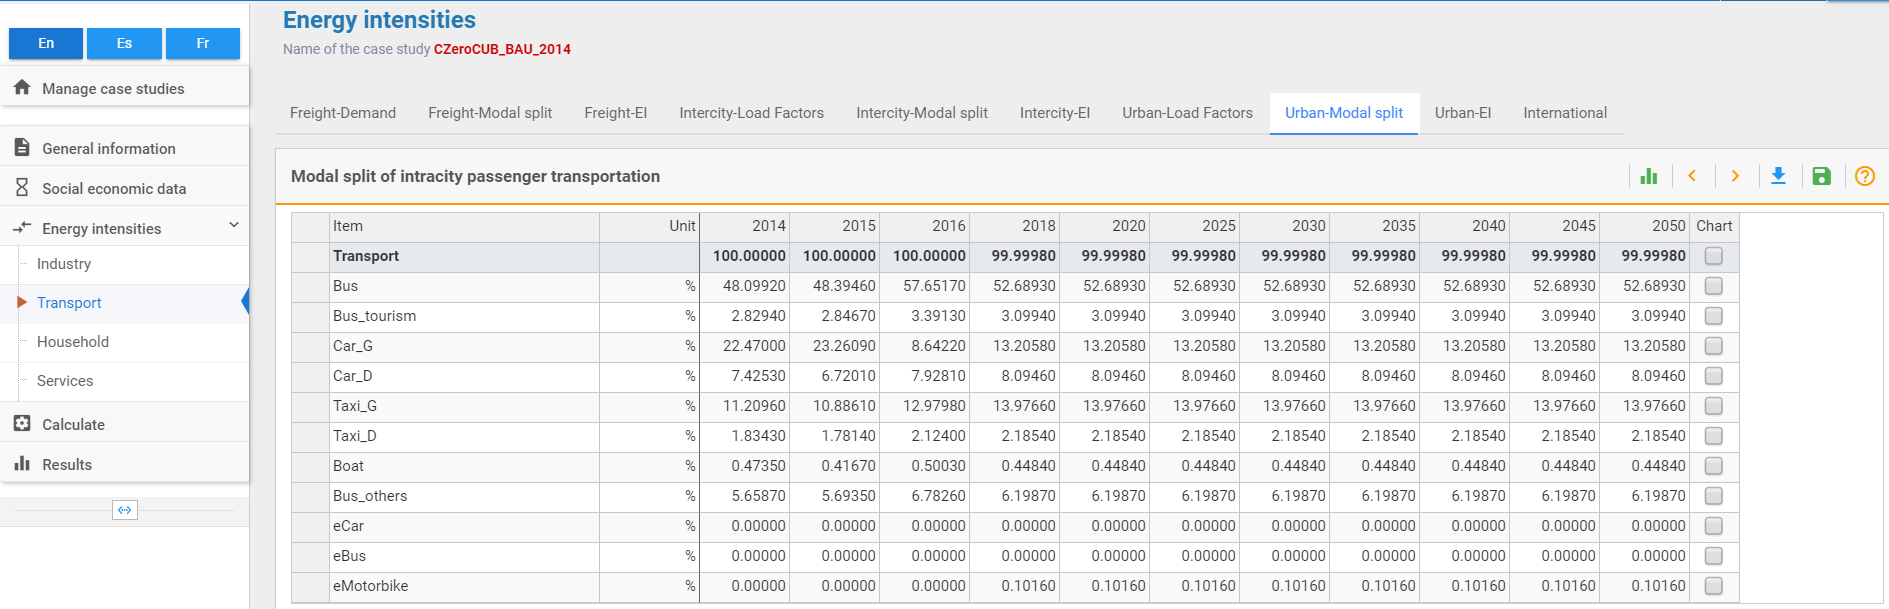 En Es Fr
Manage case studies
General information
Social economic data
Energy intensities
Industry
Transport
Household
Services
Calculate
Results
Energy intensities
Name of the case study CZeroCUB_BAU_2014
Freight-Demand Freight-Modal split Freight-EI Intercity-Load Factors Intercity-Modal split Intercity-EI Urban-Load Factors Urban-Modal split Urban-EI International
Modal split of intracity passenger transportation
Item Unit 2014 2015 2016 2018 2020 2025 2030 2035 2040 2045 2050 Chart
Transport 100.00000 100.00000 100.00000 99.99980 99.99980 99.99980 99.99980 99.99980 99.99980 99.99980 99.99980
Bus % 48.09920 48.39460 57.65170 52.68930 52.68930 52.68930 52.68930 52.68930 52.68930 52.68930 52.68930
Bus_tourism % 2.82940 2.84670 3.39130 3.09940 3.09940 3.09940 3.09940 3.09940 3.09940 3.09940 3.09940
Car_G % 22.47000 23.26090 8.64220 13.20580 13.20580 13.20580 13.20580 13.20580 13.20580 13.20580 13.20580
Car_D % 7.42530 6.72010 7.92810 8.09460 8.09460 8.09460 8.09460 8.09460 8.09460 8.09460 8.09460
Taxi_G % 11.20960 10.88610 12.97980 13.97660 13.97660 13.97660 13.97660 13.97660 13.97660 13.97660 13.97660
Taxi_D % 1.83430 1.78140 2.12400 2.18540 2.18540 2.18540 2.18540 2.18540 2.18540 2.18540 2.18540
Boat % 0.47350 0.41670 0.50030 0.44840 0.44840 0.44840 0.44840 0.44840 0.44840 0.44840 0.44840
Bus_others % 5.65870 5.69350 6.78260 6.19870 6.19870 6.19870 6.19870 6.19870 6.19870 6.19870 6.19870
eCar % 0.00000 0.00000 0.00000 0.00000 0.00000 0.00000 0.00000 0.00000 0.00000 0.00000 0.00000
eBus % 0.00000 0.00000 0.00000 0.00000 0.00000 0.00000 0.00000 0.00000 0.00000 0.00000 0.00000
eMotorbike % 0.00000 0.00000 0.00000 0.10160 0.10160 0.10160 0.10160 0.10160 0.10160 0.10160 0.10160